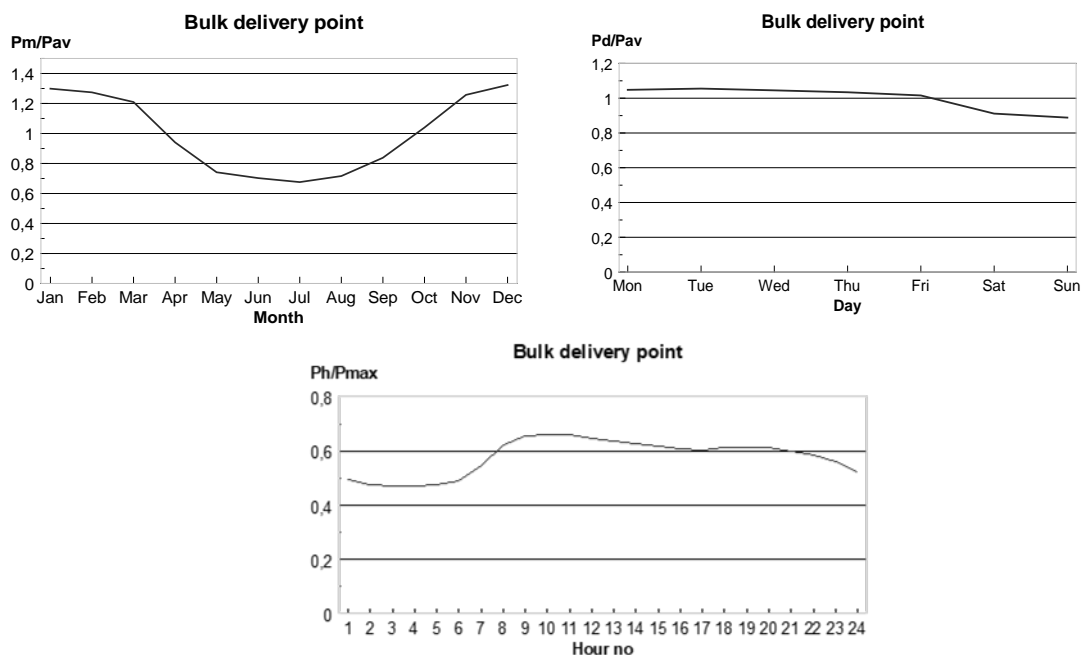 Bulk delivery point
Pm/Pav
1,4
1,2
1
0,8
0,6
0,4
0,2
0
Jan Feb Mar Apr May Jun Jul Aug Sep Oct Nov Dec
Month
Bulk delivery point
Pd/Pav
1,2
1
0,8
0,6
0,4
0,2
0
Mon Tue Wed Thu Fri Sat Sun
Day
Bulk delivery point
Ph/Pmax
0,8
0,6
0,4
0,2
0
1 2 3 4 5 6 7 8 9 10 11 12 13 14 15 16 17 18 19 20 21 22 23 24
Hour no